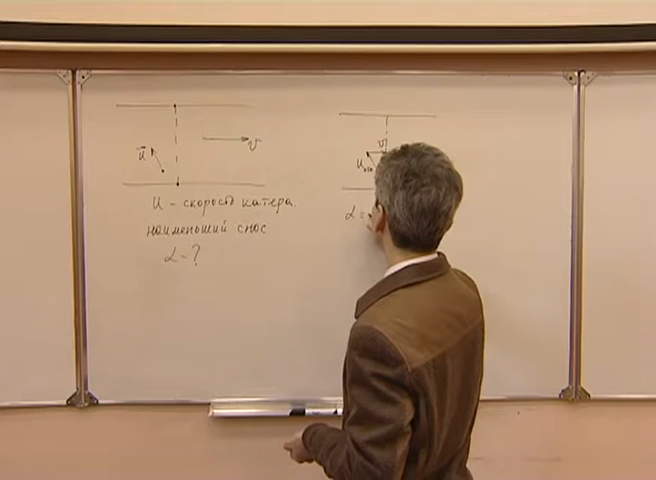 v
u
u - скорость катера.
наименьший снос
α = ?
v
u
α =